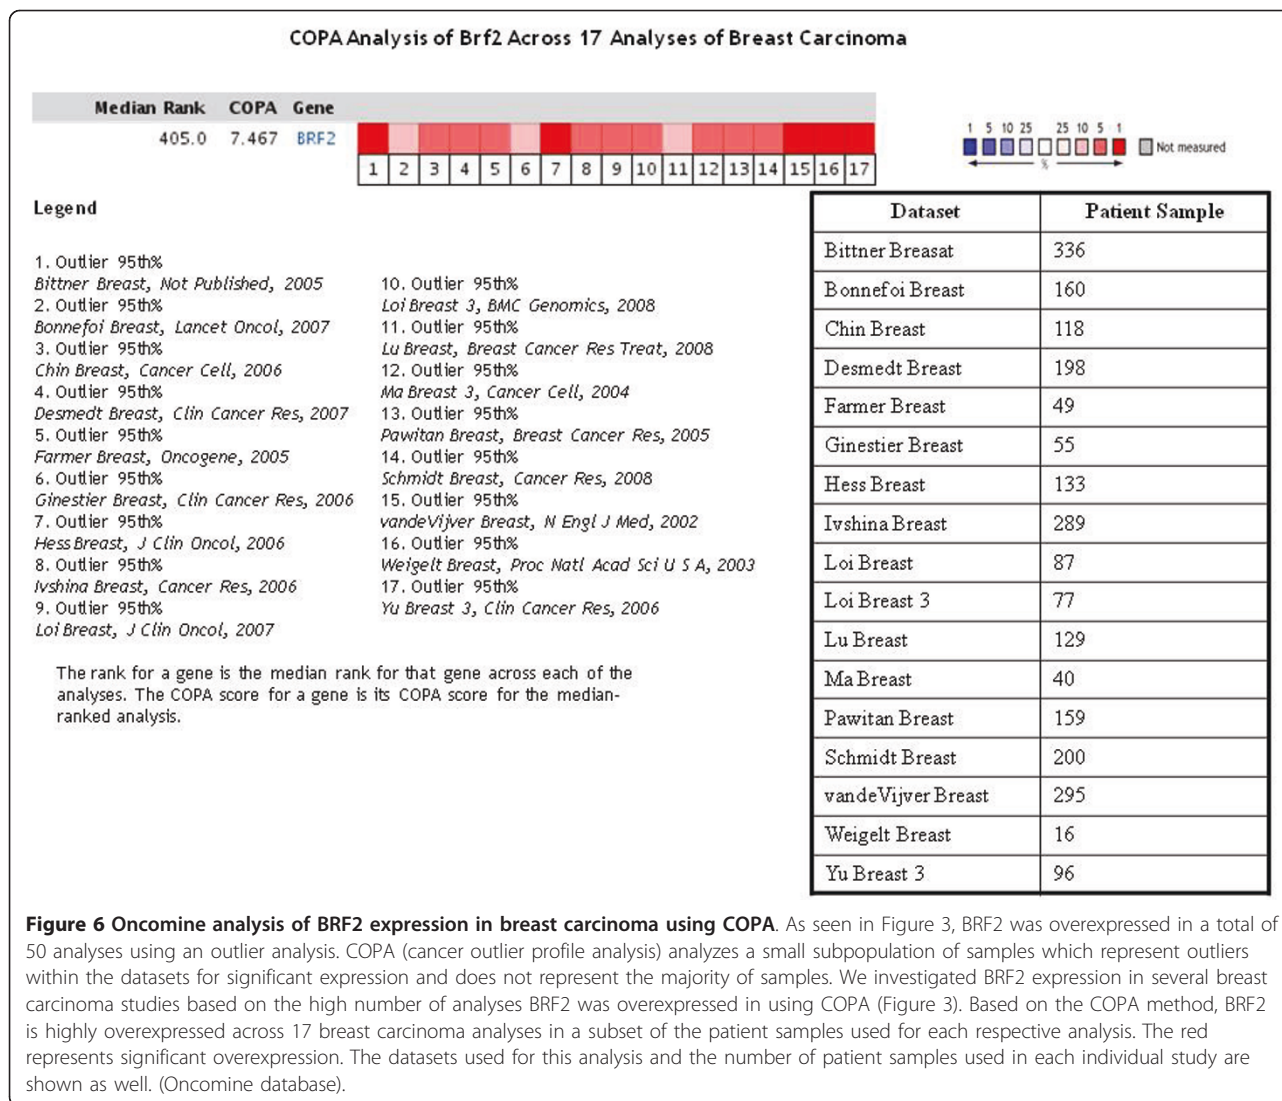 COPA Analysis of Brf2 Across 17 Analyses of Breast Carcinoma
Median Rank COPA Gene
405.0 7.467 BRF2
1 2 3 4 5 6 7 8 9 10 11 12 13 14 15 16 17
1 5 10 25 25 10 5 1
%
Not measured
Legend
1. Outlier 95th%
Bittner Breast, Not Published, 2005
2. Outlier 95th%
Bonnefoi Breast, Lancet Oncol, 2007
3. Outlier 95th%
Chin Breast, Cancer Cell, 2006
4. Outlier 95th%
Desmedt Breast, Clin Cancer Res, 2007
5. Outlier 95th%
Farmer Breast, Oncogene, 2005
6. Outlier 95th%
Ginestier Breast, Clin Cancer Res, 2006
7. Outlier 95th%
Hess Breast, J Clin Oncol, 2006
8. Outlier 95th%
Ivshina Breast, Cancer Res, 2006
9. Outlier 95th%
Loi Breast, J Clin Oncol, 2007
10. Outlier 95th%
Loi Breast 3, BMC Genomics, 2008
11. Outlier 95th%
Lu Breast, Breast Cancer Res Treat, 2008
12. Outlier 95th%
Ma Breast 3, Cancer Cell, 2004
13. Outlier 95th%
Pawitan Breast, Breast Cancer Res, 2005
14. Outlier 95th%
Schmidt Breast, Cancer Res, 2008
15. Outlier 95th%
vandeVijver Breast, N Engl J Med, 2002
16. Outlier 95th%
Weigelt Breast, Proc Natl Acad Sci U S A, 2003
17. Outlier 95th%
Yu Breast 3, Clin Cancer Res, 2006
The rank for a gene is the median rank for that gene across each of the
analyses. The COPA score for a gene is its COPA score for the median-
ranked analysis.
Dataset Patient Sample
Bittner Breasat 336
Bonnefoi Breast 160
Chin Breast 118
Desmedt Breast 198
Farmer Breast 49
Ginestier Breast 55
Hess Breast 133
Ivshina Breast 289
Loi Breast 87
Loi Breast 3 77
Lu Breast 129
Ma Breast 40
Pawitan Breast 159
Schmidt Breast 200
vandeVijver Breast 295
Weigelt Breast 16
Yu Breast 3 96
Figure 6 Oncomine analysis of BRF2 expression in breast carcinoma using COPA. As seen in Figure 3, BRF2 was overexpressed in a total of
50 analyses using an outlier analysis. COPA (cancer outlier profile analysis) analyzes a small subpopulation of samples which represent outliers
within the datasets for significant expression and does not represent the majority of samples. We investigated BRF2 expression in several breast
carcinoma studies based on the high number of analyses BRF2 was overexpressed in using COPA (Figure 3). Based on the COPA method, BRF2
is highly overexpressed across 17 breast carcinoma analyses in a subset of the patient samples used for each respective analysis. The red
represents significant overexpression. The datasets used for this analysis and the number of patient samples used in each individual study are
shown as well. (Oncomine database).